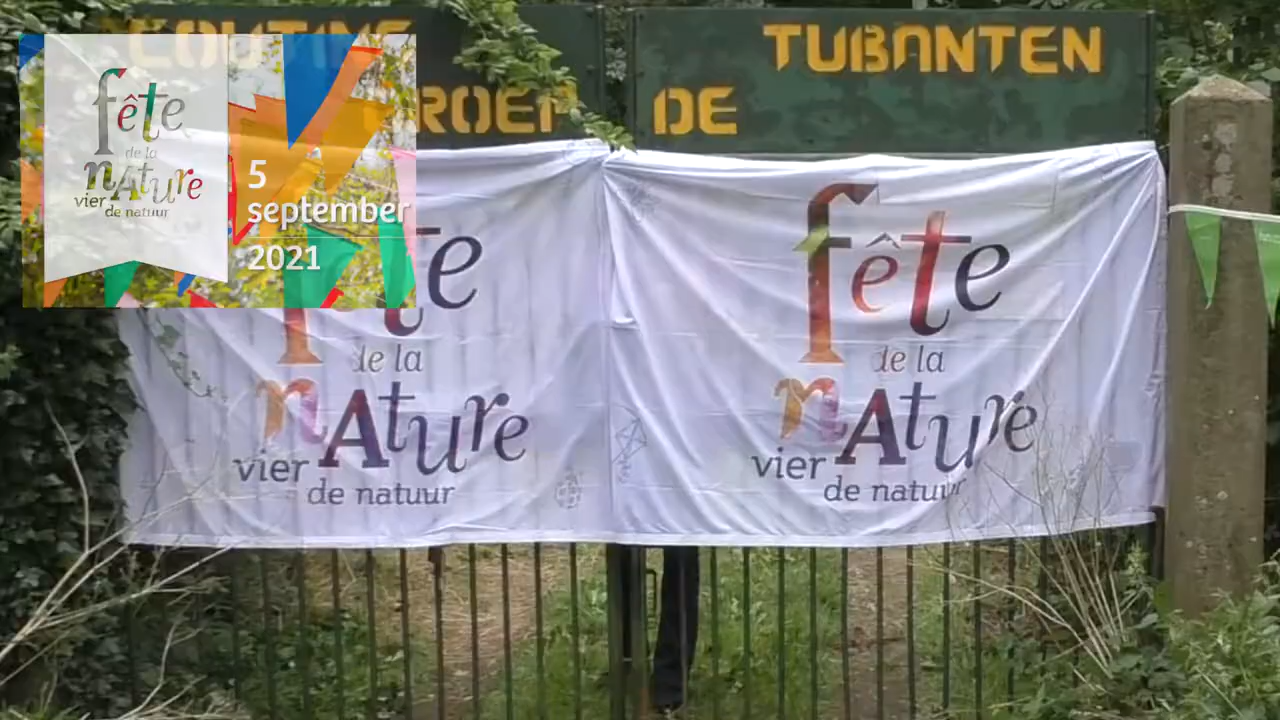 TUBANTEN
DE
fête
de la
nAture
vier
de natuur
5
september
2021
te
de la
nAture
vier
de natuur
fête
de la
nAture
vier
de natuur